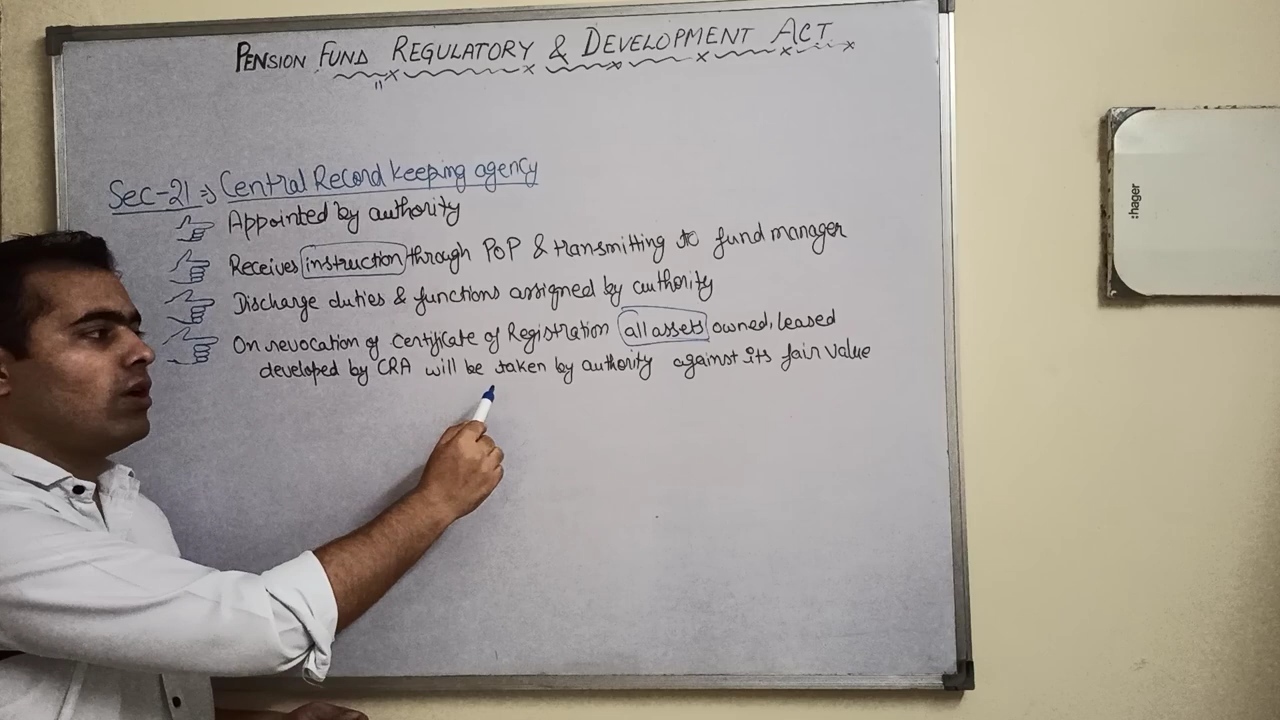 PENSION FUND REGULATORY & DEVELOPMENT ACT
Sec-21 ⇒ Central Record keeping agency
Appointed by authority
Receives instruction through POP & transmitting to fund manager
Discharge duties & functions assigned by authority
On revocation of certificate of Registration all assets owned, leased
developed by CRA will be taken by authority against its fair value
:hager